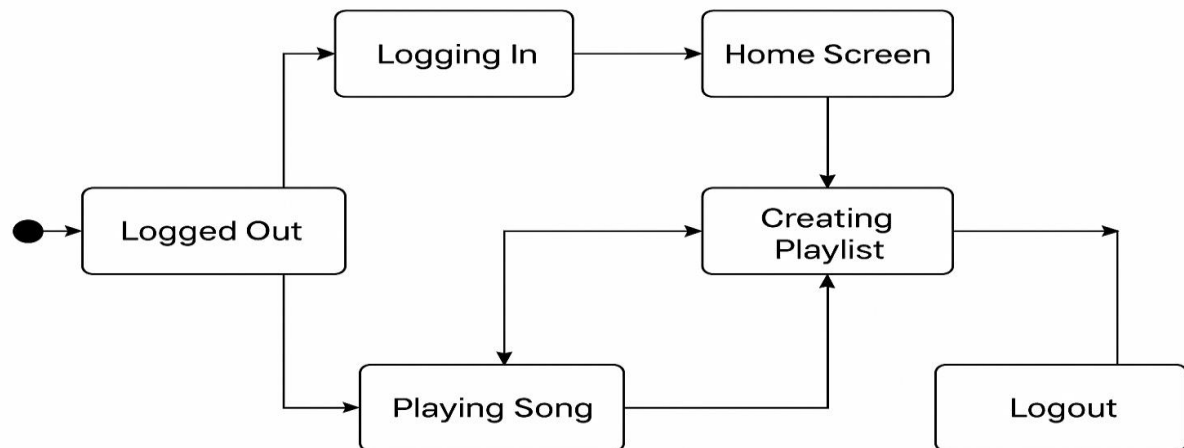 Logging In
Home Screen
Logged Out
Creating
Playlist
Playing Song
Logout